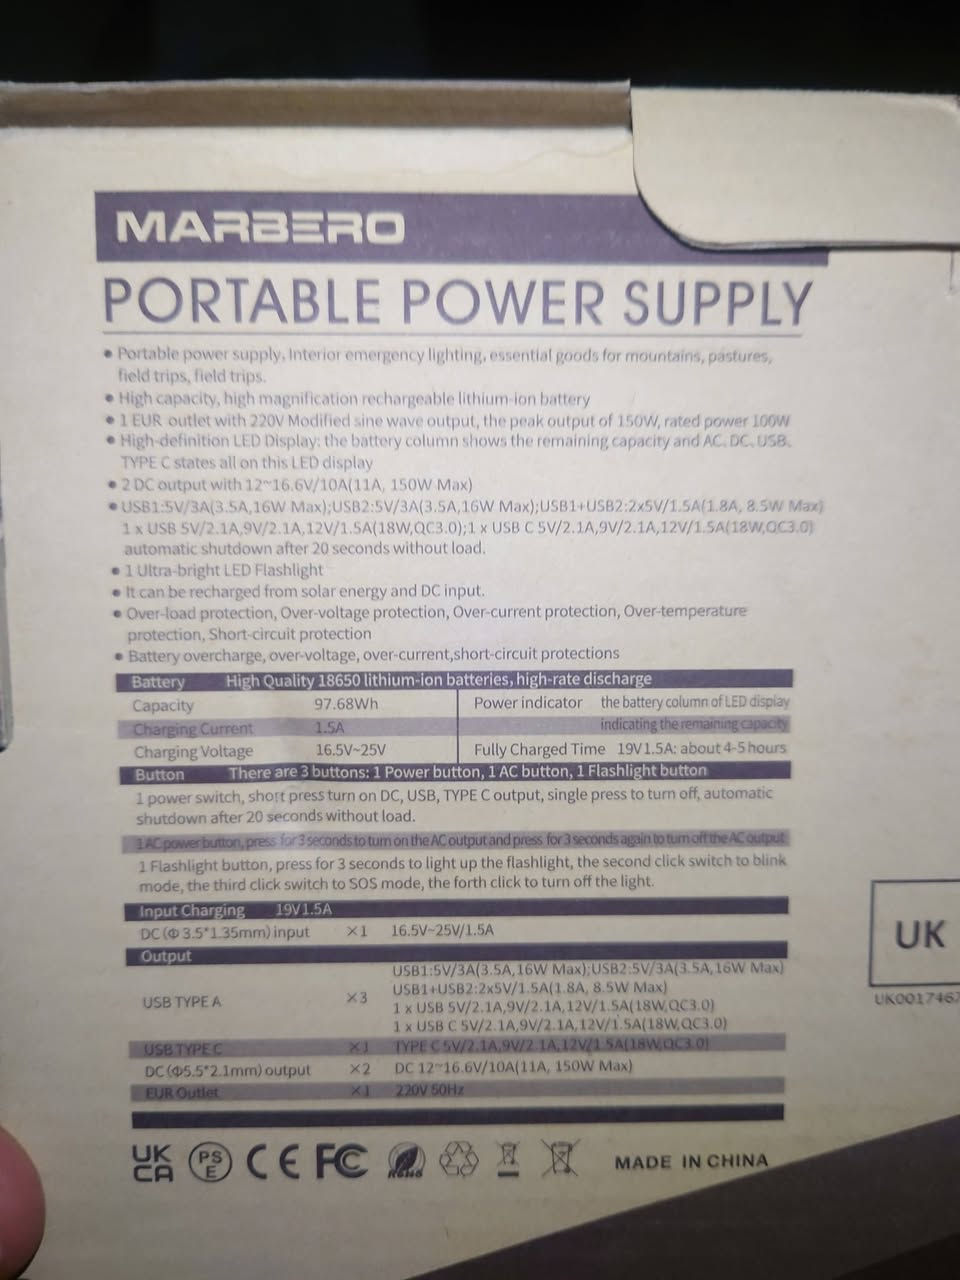 MARBERO
PORTABLE POWER SUPPLY
● Portable power supply, Interior emergency lighting, essential goods for mountains, pastures,
field trips, field trips.
● High capacity, high magnification rechargeable lithium-ion battery
● 1 EUR outlet with 220V Modified sine wave output, the peak output of 150W, rated power 100W
● High-definition LED Display: the battery column shows the remaining capacity and AC, DC, USB,
TYPE C states all on this LED display
● 2 DC output with 12~16.6V/10A(11A, 150W Max)
● USB1:5V/3A(3.5A,16W Max);USB2:5V/3A(3.5A,16W Max);USB1+USB2:2x5V/1.5A(1.8A, 8.5W Max)
1 x USB 5V/2.1A,9V/2.1A,12V/1.5A(18W,QC3.0);1 x USB C 5V/2.1A,9V/2.1A,12V/1.5A(18W,QC3.0)
automatic shutdown after 20 seconds without load.
● 1 Ultra-bright LED Flashlight
● It can be recharged from solar energy and DC input.
● Over-load protection, Over-voltage protection, Over-current protection, Over-temperature
protection, Short-circuit protection
● Battery overcharge, over-voltage, over-current,short-circuit protections
Battery High Quality 18650 lithium-ion batteries, high-rate discharge
Capacity 97.68Wh Power indicator the battery column of LED display
Charging Current 1.5A indicating the remaining capacity
Charging Voltage 16.5V~25V Fully Charged Time 19V1.5A: about 4-5 hours
Button There are 3 buttons: 1 Power button, 1 AC button, 1 Flashlight button
1 power switch, short press turn on DC, USB, TYPE C output, single press to turn off, automatic
shutdown after 20 seconds without load.
1 AC power button, press for 3 seconds to turn on the AC output and press for 3 seconds again to turn off the AC output
1 Flashlight button, press for 3 seconds to light up the flashlight, the second click switch to blink
mode, the third click switch to SOS mode, the forth click to turn off the light.
Input Charging 19V1.5A
DC (Φ 3.5*1.35mm) input ×1 16.5V~25V/1.5A
Output
USB1:5V/3A(3.5A,16W Max);USB2:5V/3A(3.5A,16W Max)
USB1+USB2:2x5V/1.5A(1.8A, 8.5W Max)
USB TYPE A ×3
1 x USB 5V/2.1A,9V/2.1A,12V/1.5A(18W,QC3.0)
1 x USB C 5V/2.1A,9V/2.1A,12V/1.5A(18W,QC3.0)
USB TYPE C ×1 TYPE C 5V/2.1A,9V/2.1A,12V/1.5A(18W,QC3.0)
DC (Φ5.5*2.1mm) output ×2 DC 12~16.6V/10A(11A, 150W Max)
EUR Outlet ×1 220V 50Hz
UK
UK0017467
UK
CA
PS
E
CE FC
RoHS
MADE IN CHINA